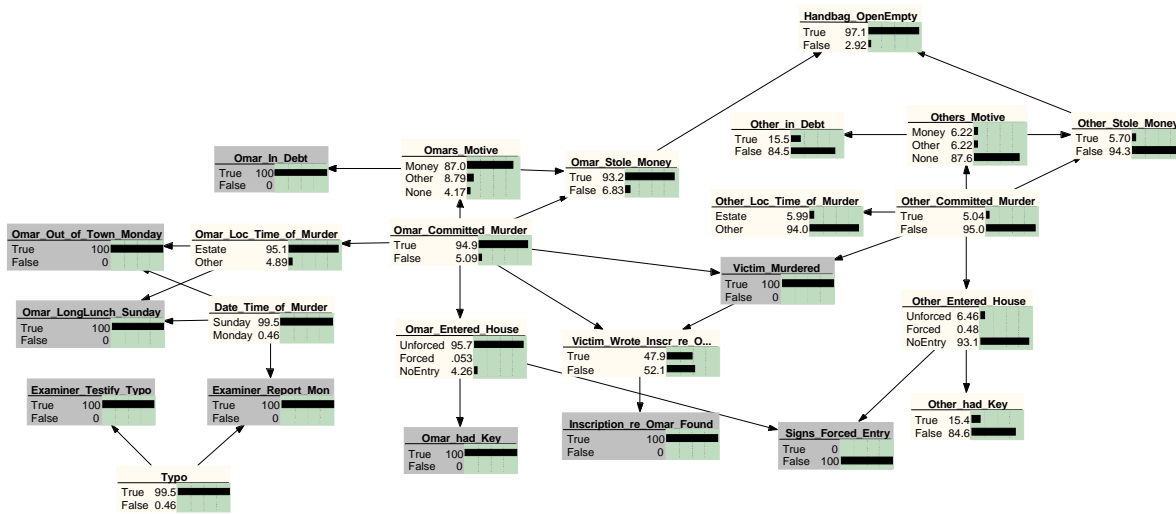 Handbag_OpenEmpty
True 97.1
False 2.92
Other_in_Debt
True 15.5
False 84.5
Others_Motive
Money 6.22
Other 6.22
None 87.6
Other_Stole_Money
True 5.70
False 94.3
Omar_In_Debt
True 100
False 0
Omars_Motive
Money 87.0
Other 8.79
None 4.17
Omar_Stole_Money
True 93.2
False 6.83
Other_Loc_Time_of_Murder
Estate 5.99
Other 94.0
Other_Committed_Murder
True 5.04
False 95.0
Omar_Out_of_Town_Monday
True 100
False 0
Omar_Loc_Time_of_Murder
Estate 95.1
Other 4.89
Omar_Committed_Murder
True 94.9
False 5.09
Victim_Murdered
True 100
False 0
Omar_LongLunch_Sunday
True 100
False 0
Date_Time_of_Murder
Sunday 99.5
Monday 0.46
Omar_Entered_House
Unforced 95.7
Forced .053
NoEntry 4.26
Victim_Wrote_Inscr_re_O...
True 47.9
False 52.1
Other_Entered_House
Unforced 6.46
Forced 0.48
NoEntry 93.1
Examiner_Testify_Typo
True 100
False 0
Examiner_Report_Mon
True 100
False 0
Omar_had_Key
True 100
False 0
Inscription_re_Omar_Found
True 100
False 0
Signs_Forced_Entry
True 0
False 100
Other_had_Key
True 15.4
False 84.6
Typo
True 99.5
False 0.46